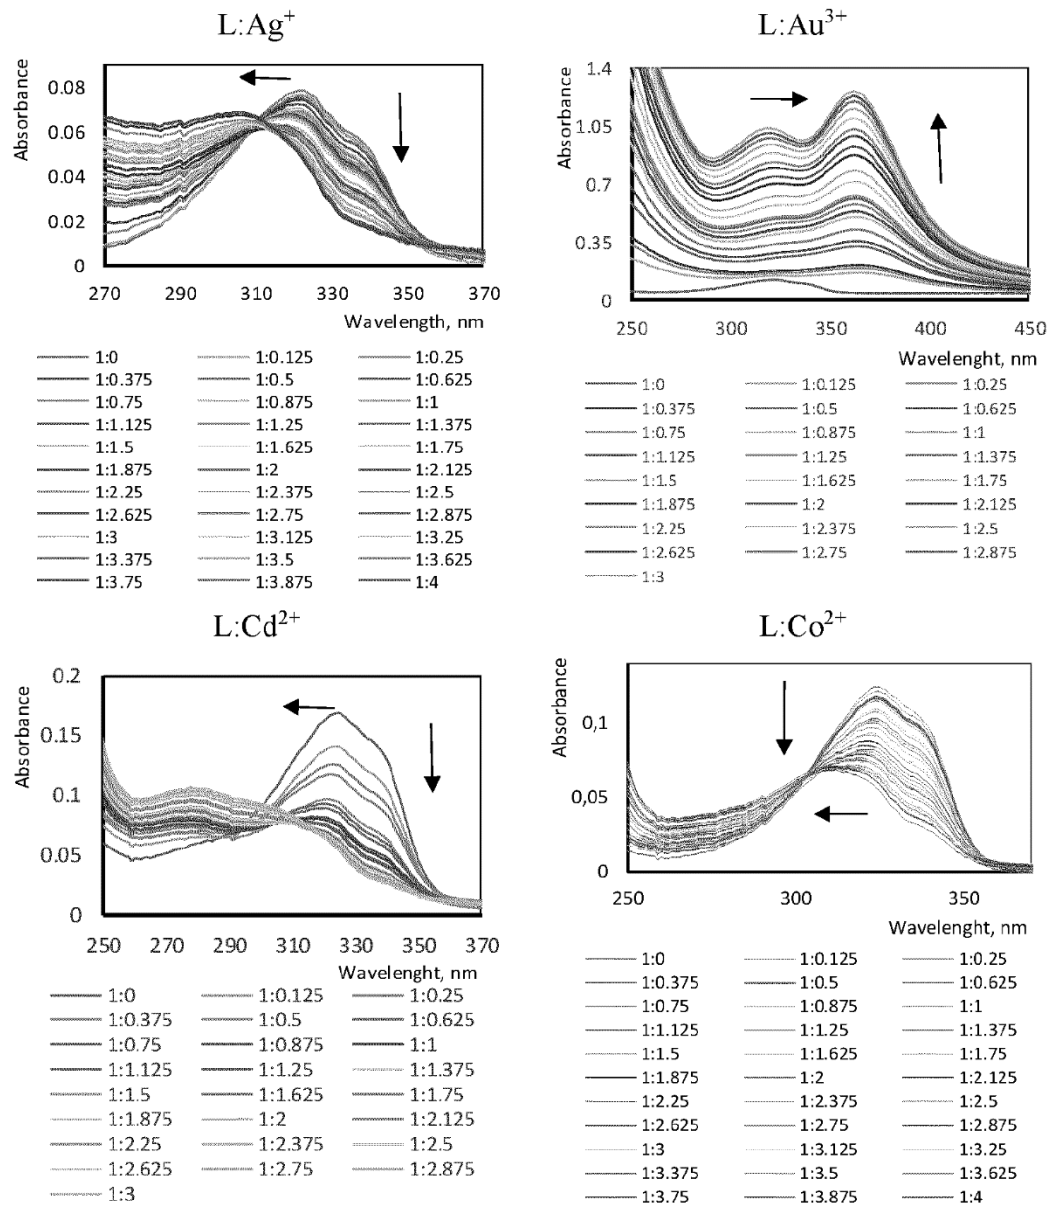 L:Ag⁺
Absorbance
0.08
0.06
0.04
0.02
0
270 290 310 330 350 370
Wavelength, nm
1:0 1:0.125 1:0.25
1:0.375 1:0.5 1:0.625
1:0.75 1:0.875 1:1
1:1.125 1:1.25 1:1.375
1:1.5 1:1.625 1:1.75
1:1.875 1:2 1:2.125
1:2.25 1:2.375 1:2.5
1:2.625 1:2.75 1:2.875
1:3 1:3.125 1:3.25
1:3.375 1:3.5 1:3.625
1:3.75 1:3.875 1:4
L:Au³⁺
Absorbance
1.4
1.05
0.7
0.35
0
250 300 350 400 450
Wavelenght, nm
1:0 1:0.125 1:0.25
1:0.375 1:0.5 1:0.625
1:0.75 1:0.875 1:1
1:1.125 1:1.25 1:1.375
1:1.5 1:1.625 1:1.75
1:1.875 1:2 1:2.125
1:2.25 1:2.375 1:2.5
1:2.625 1:2.75 1:2.875
1:3
L:Cd²⁺
Absorbance
0.2
0.15
0.1
0.05
0
250 270 290 310 330 350 370
Wavelenght, nm
1:0 1:0.125 1:0.25
1:0.375 1:0.5 1:0.625
1:0.75 1:0.875 1:1
1:1.125 1:1.25 1:1.375
1:1.5 1:1.625 1:1.75
1:1.875 1:2 1:2.125
1:2.25 1:2.375 1:2.5
1:2.625 1:2.75 1:2.875
1:3
L:Co²⁺
Absorbance
0,1
0,05
0
250 300 350
Wavelenght, nm
1:0 1:0.125 1:0.25
1:0.375 1:0.5 1:0.625
1:0.75 1:0.875 1:1
1:1.125 1:1.25 1:1.375
1:1.5 1:1.625 1:1.75
1:1.875 1:2 1:2.125
1:2.25 1:2.375 1:2.5
1:2.625 1:2.75 1:2.875
1:3 1:3.125 1:3.25
1:3.375 1:3.5 1:3.625
1:3.75 1:3.875 1:4